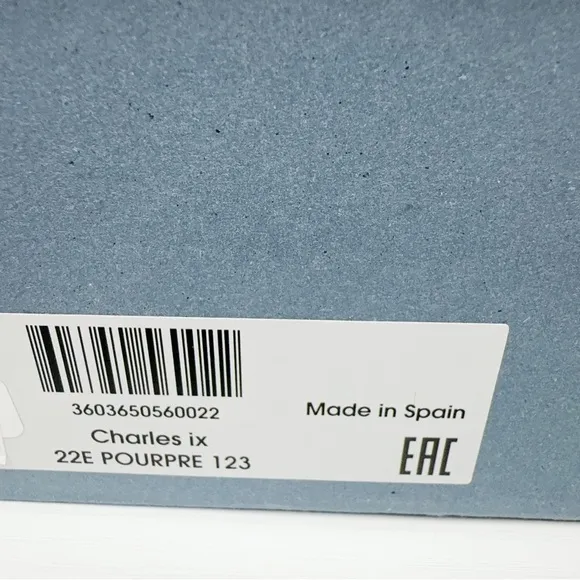 3603650560022
Charles ix
22E POURPRE 123
Made in Spain
EAC